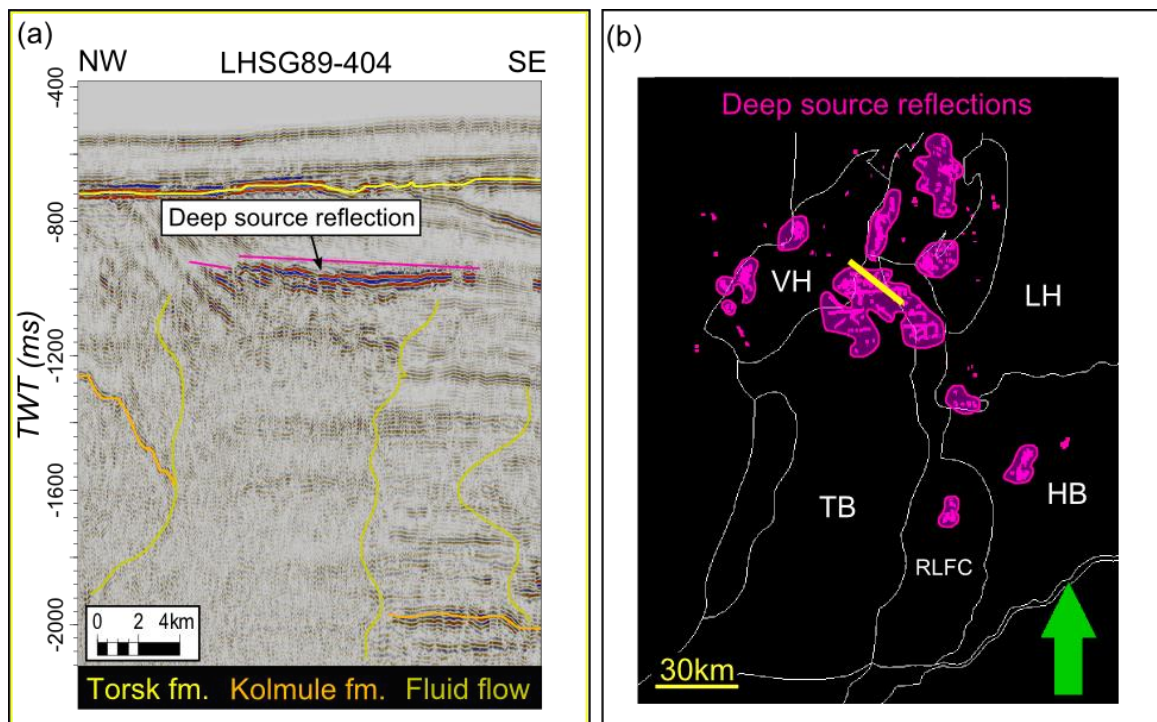 (a)
NW LHSG89-404 SE
-400
-800
-1200
-1600
-2000
TWT (ms)
Deep source reflection
0 2 4km
Torsk fm. Kolmule fm. Fluid flow
(b)
Deep source reflections
VH
LH
TB
HB
RLFC
30km